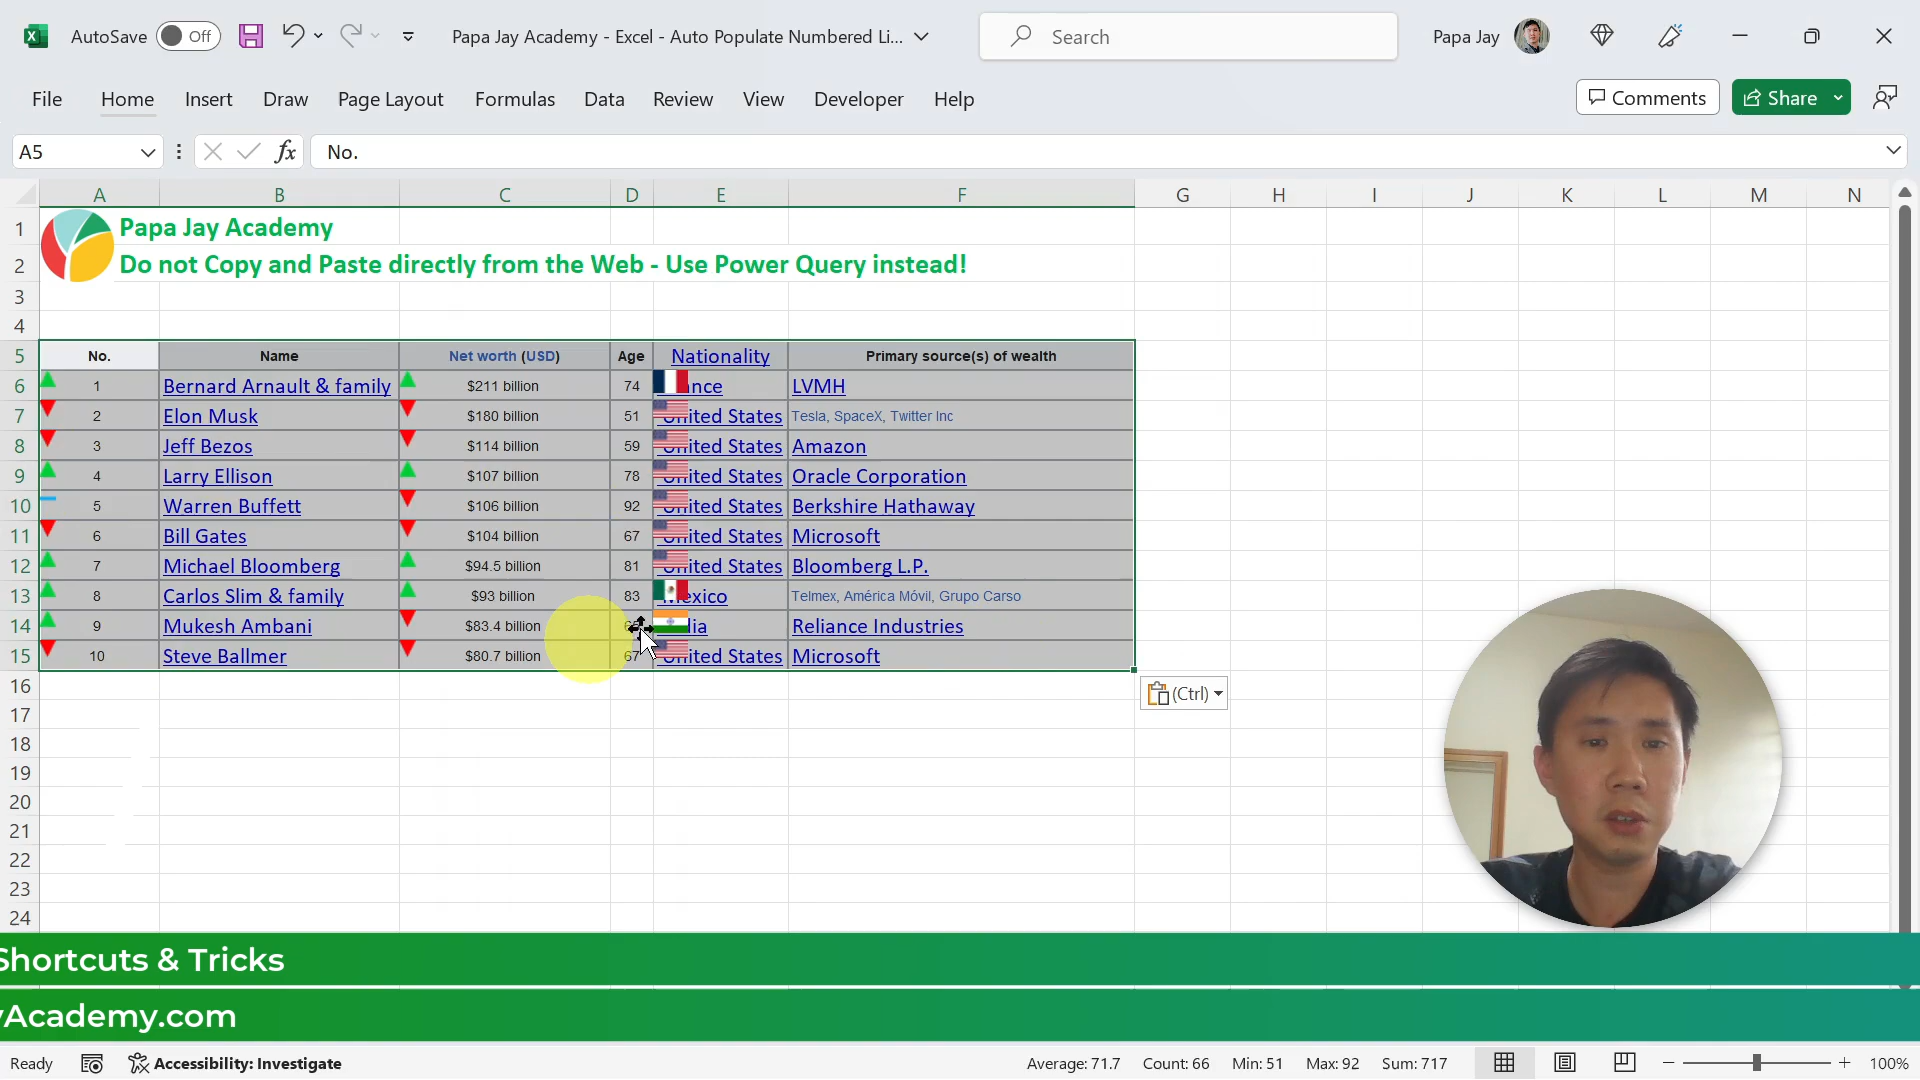 AutoSave Off Papa Jay Academy - Excel - Auto Populate Numbered Li... Search Papa Jay
File Home Insert Draw Page Layout Formulas Data Review View Developer Help Comments Share
A5 fx No.
A B C D E F G H I J K L M N
1 Papa Jay Academy
2 Do not Copy and Paste directly from the Web - Use Power Query instead!
3
4
5 No. Name Net worth (USD) Age Nationality Primary source(s) of wealth
6 1 Bernard Arnault & family $211 billion 74 LVMH
7 2 Elon Musk $180 billion 51 United States Tesla, SpaceX, Twitter Inc
8 3 Jeff Bezos $114 billion 59 United States Amazon
9 4 Larry Ellison $107 billion 78 United States Oracle Corporation
10 5 Warren Buffett $106 billion 92 United States Berkshire Hathaway
11 6 Bill Gates $104 billion 67 United States Microsoft
12 7 Michael Bloomberg $94.5 billion 81 United States Bloomberg L.P.
13 8 Carlos Slim & family $93 billion 83 Mexico Telmex, América Móvil, Grupo Carso
14 9 Mukesh Ambani $83.4 billion Reliance Industries
15 10 Steve Ballmer $80.7 billion 67 United States Microsoft
16 (Ctrl)
17
18
19
20
21
22
23
24
Shortcuts & Tricks
yAcademy.com
Ready Accessibility: Investigate Average: 71.7 Count: 66 Min: 51 Max: 92 Sum: 717 100%